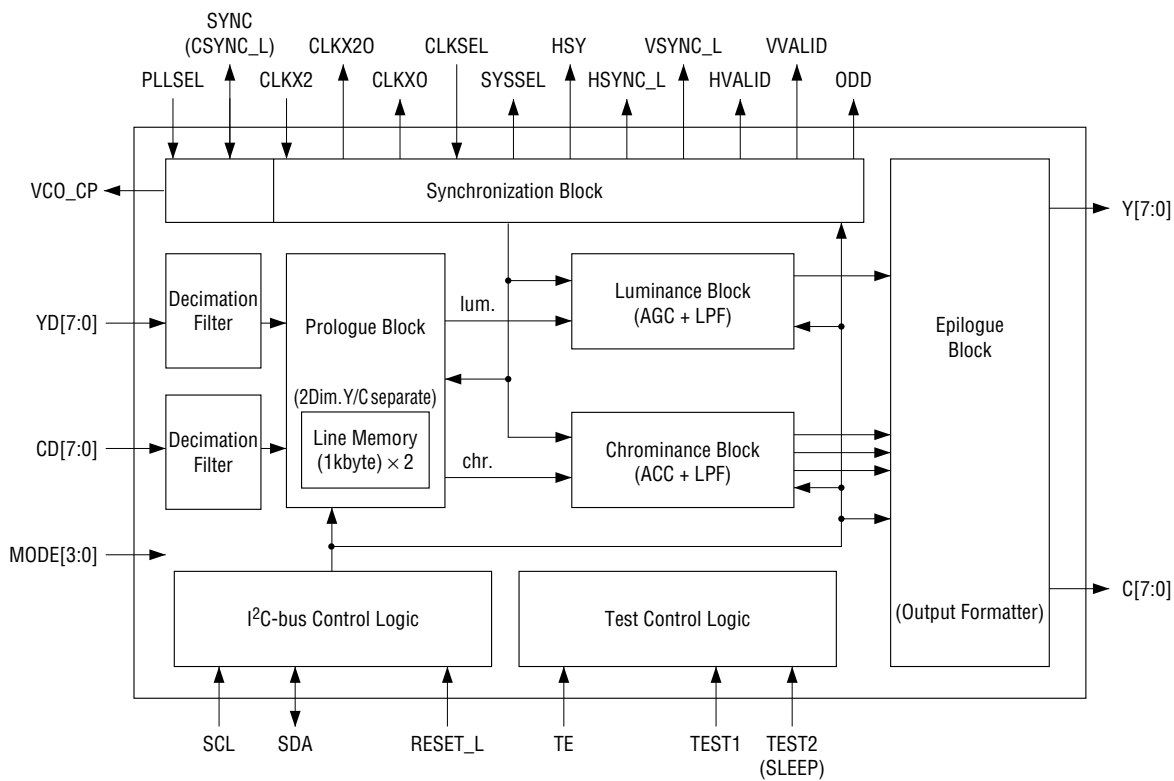 SYNC
(CSYNC_L)
CLKX2O
CLKSEL
HSY
VSYNC_L
VVALID
PLLSEL
CLKX2
CLKXO
SYSSEL
HSYNC_L
HVALID
ODD
VCO_CP
Synchronization Block
Y[7:0]
YD[7:0]
Decimation
Filter
Prologue Block
(2Dim. Y/C separate)
Line Memory
(1kbyte) × 2
lum.
Luminance Block
(AGC + LPF)
Epilogue
Block
CD[7:0]
Decimation
Filter
chr.
Chrominance Block
(ACC + LPF)
MODE[3:0]
I²C-bus Control Logic
Test Control Logic
(Output Formatter)
C[7:0]
SCL
SDA
RESET_L
TE
TEST1
TEST2
(SLEEP)